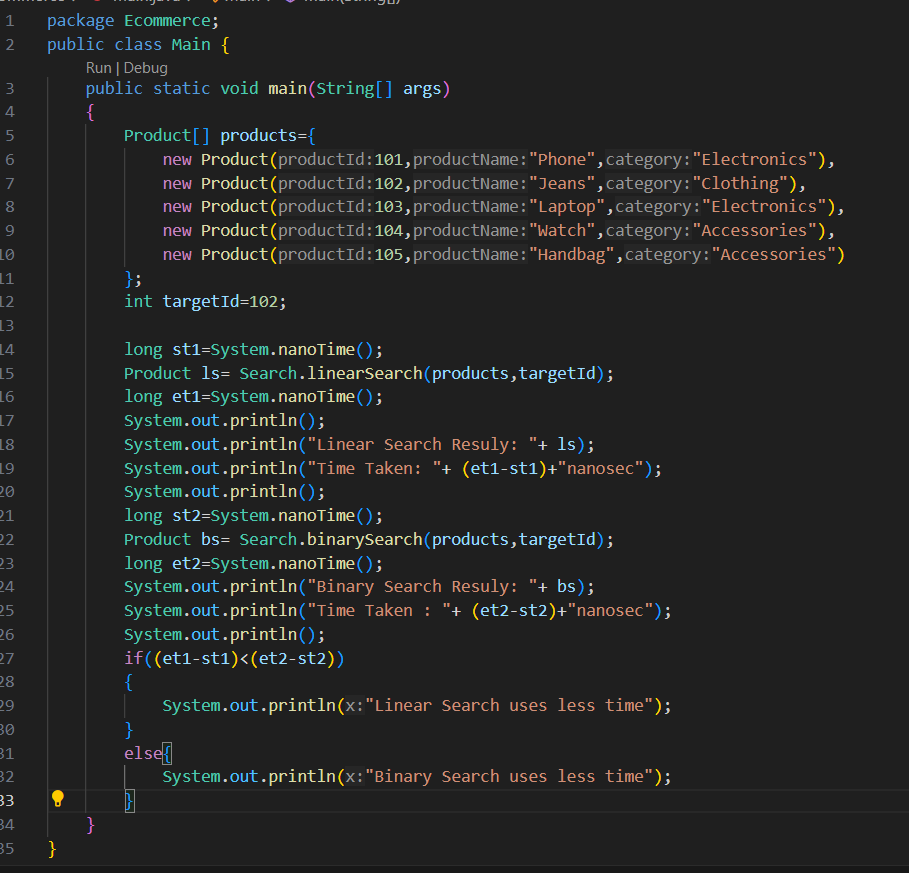 1 package Ecommerce;
2 public class Main {
Run | Debug
3 public static void main(String[] args)
4 {
5 Product[] products={
6 new Product(productId:101,productName:"Phone",category:"Electronics"),
7 new Product(productId:102,productName:"Jeans",category:"Clothing"),
8 new Product(productId:103,productName:"Laptop",category:"Electronics"),
9 new Product(productId:104,productName:"Watch",category:"Accessories"),
10 new Product(productId:105,productName:"Handbag",category:"Accessories")
11 };
12 int targetId=102;
13
14 long st1=System.nanoTime();
15 Product ls= Search.linearSearch(products,targetId);
16 long et1=System.nanoTime();
17 System.out.println();
18 System.out.println("Linear Search Resuly: "+ ls);
19 System.out.println("Time Taken: "+ (et1-st1)+"nanosec");
20 System.out.println();
21 long st2=System.nanoTime();
22 Product bs= Search.binarySearch(products,targetId);
23 long et2=System.nanoTime();
24 System.out.println("Binary Search Resuly: "+ bs);
25 System.out.println("Time Taken : "+ (et2-st2)+"nanosec");
26 System.out.println();
27 if((et1-st1)<(et2-st2))
28 {
29 System.out.println(x:"Linear Search uses less time");
30 }
31 else{
32 System.out.println(x:"Binary Search uses less time");
33 }
34 }
35 }